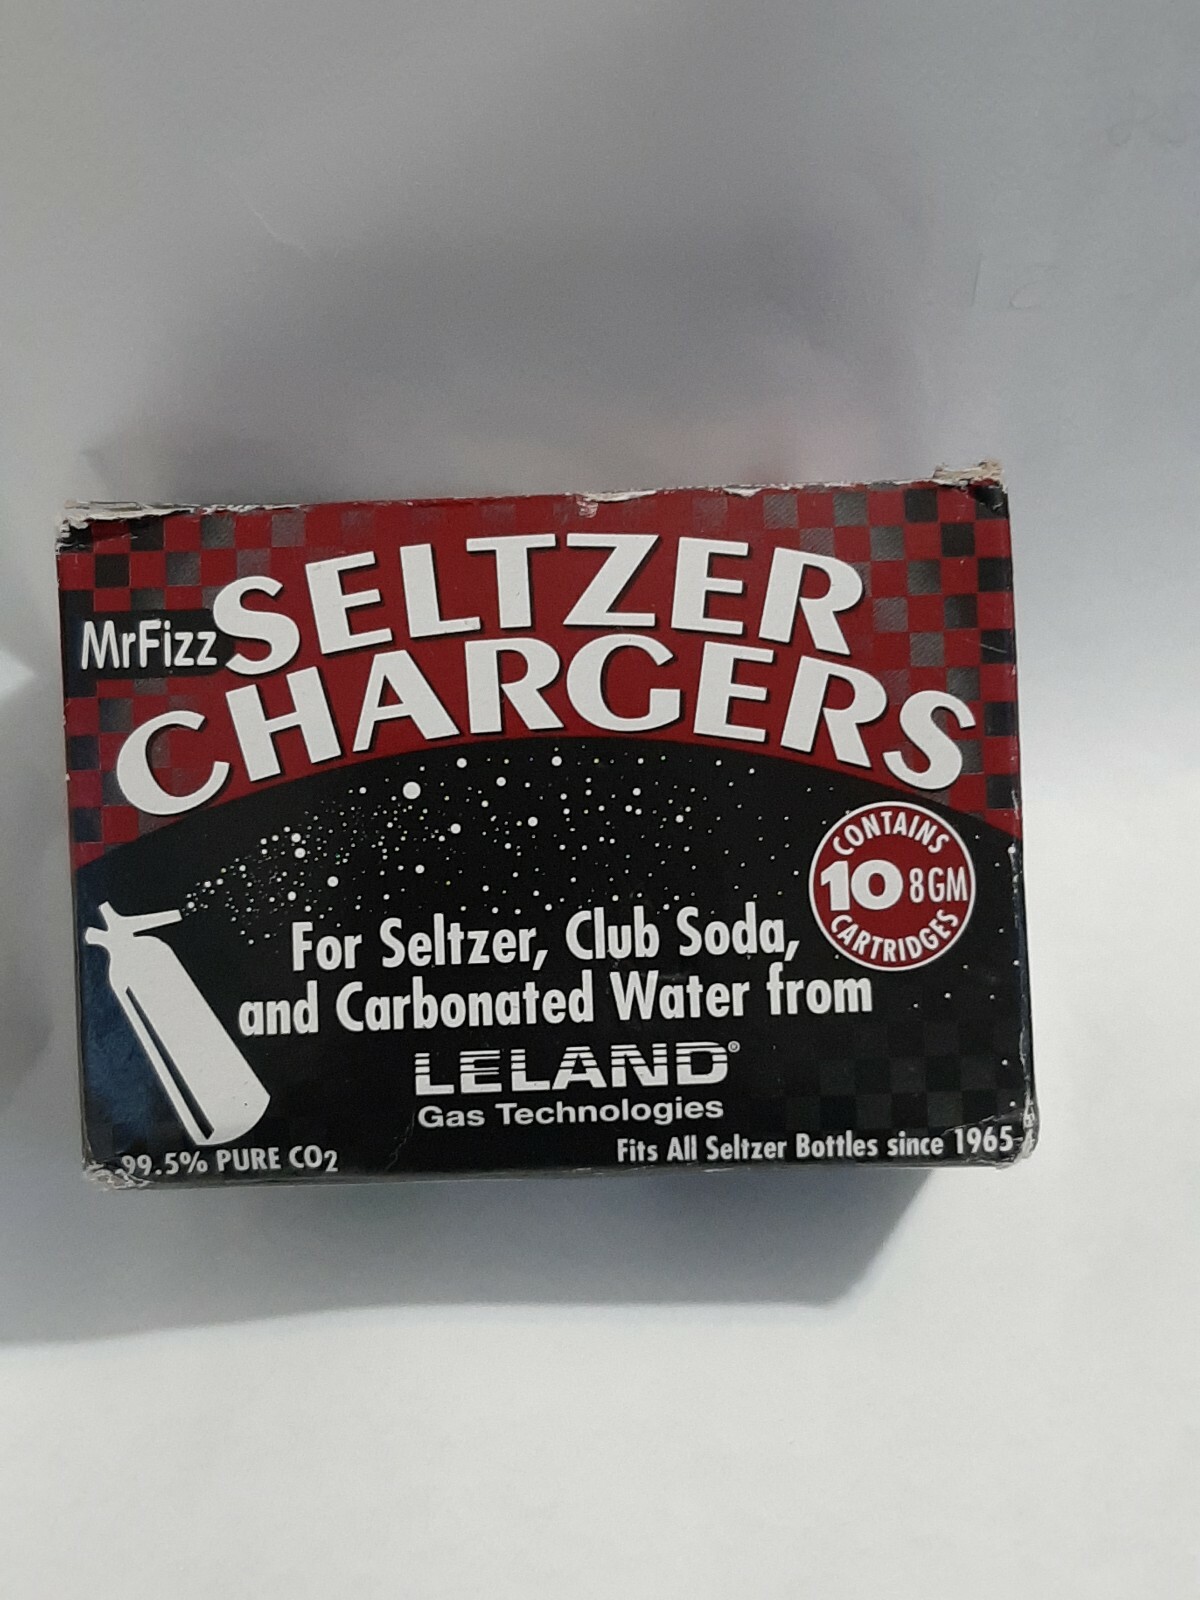 MrFizz
SELTZER
CHARGERS
CONTAINS
10 8GM
CARTRIDGES
For Seltzer, Club Soda,
and Carbonated Water from
LELAND®
Gas Technologies
99.5% PURE CO2
Fits All Seltzer Bottles since 1965